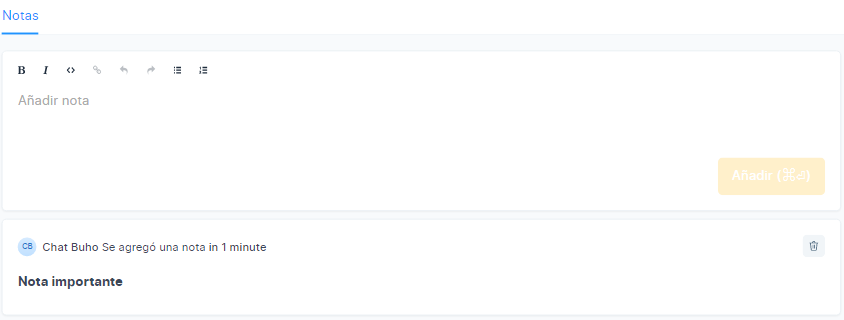 Notas
B I
Añadir nota
Añadir (⌘⏎)
CB Chat Buho Se agregó una nota in 1 minute
Nota importante